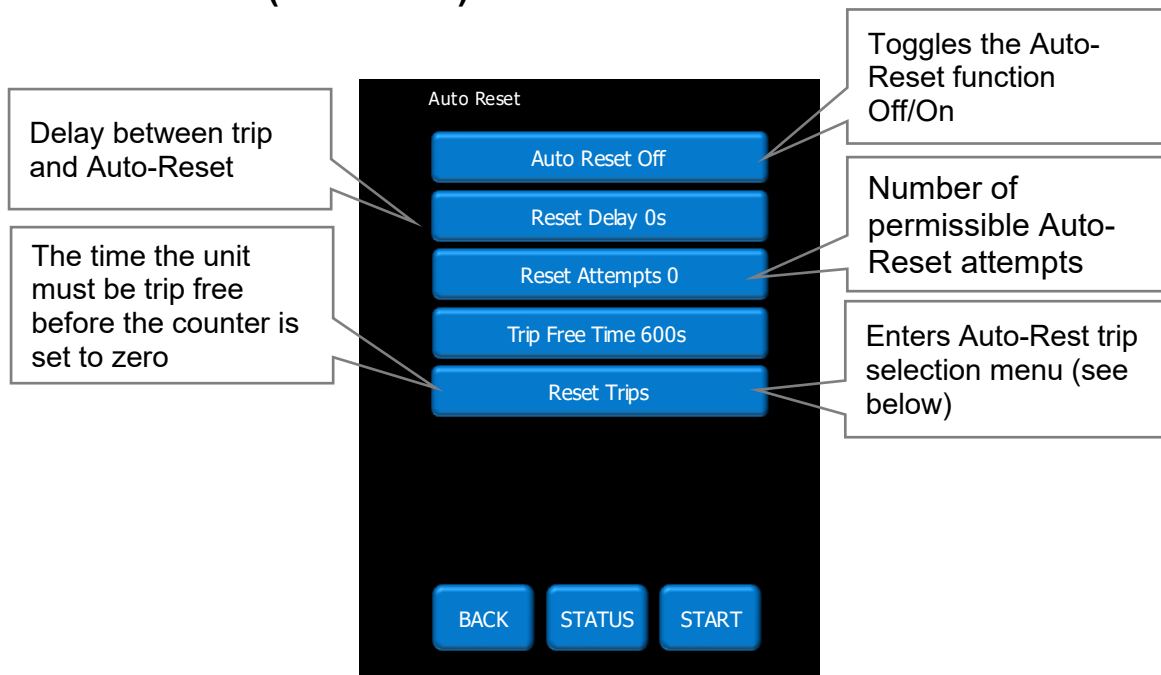 Toggles the Auto-
Reset function
Off/On
Delay between trip
and Auto-Reset
Auto Reset
Auto Reset Off
Reset Delay 0s
Number of
permissible Auto-
Reset attempts
The time the unit
must be trip free
before the counter is
set to zero
Reset Attempts 0
Trip Free Time 600s
Enters Auto-Rest trip
selection menu (see
below)
Reset Trips
BACK
STATUS
START